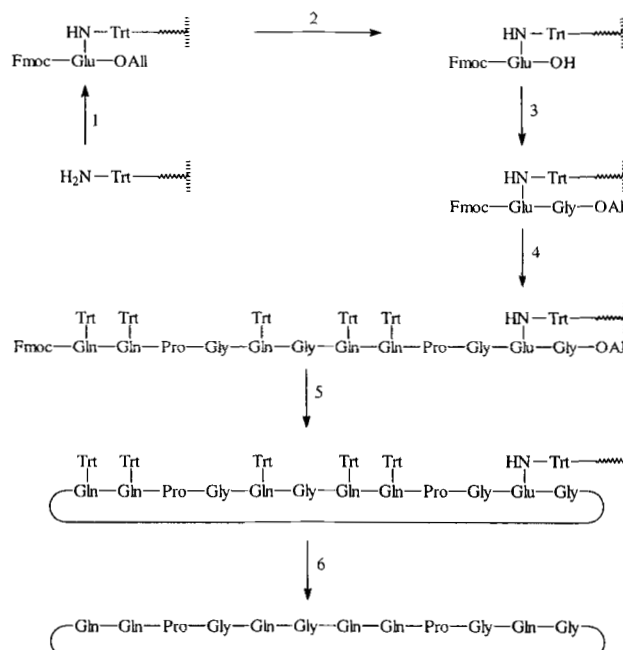 HN—Trt
Fmoc—Glu—OAll
2
HN—Trt
Fmoc—Glu—OH
1
3
H₂N—Trt
HN—Trt
Fmoc—Glu—Gly—OAl
4
Trt Trt Trt Trt Trt HN—Trt
Fmoc—Gln—Gln—Pro—Gly—Gln—Gly—Gln—Gln—Pro—Gly—Glu—Gly—OAl
5
Trt Trt Trt Trt Trt HN—Trt
Gln—Gln—Pro—Gly—Gln—Gly—Gln—Gln—Pro—Gly—Glu—Gly
6
Gln—Gln—Pro—Gly—Gln—Gly—Gln—Gln—Pro—Gly—Gln—Gly